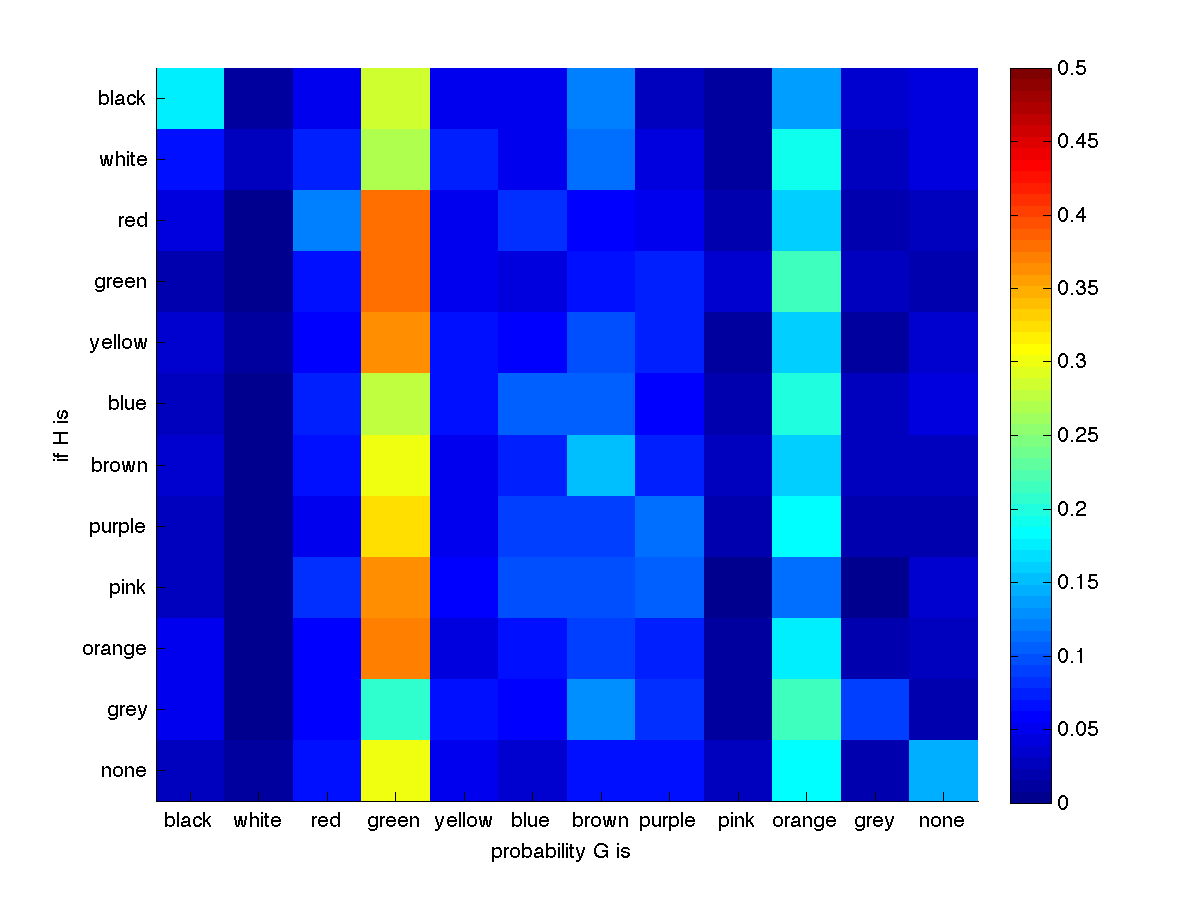 black
white
red
green
yellow
blue
brown
purple
pink
orange
grey
none
if H is
black white red green yellow blue brown purple pink orange grey none
probability G is
0.5
0.45
0.4
0.35
0.3
0.25
0.2
0.15
0.1
0.05
0